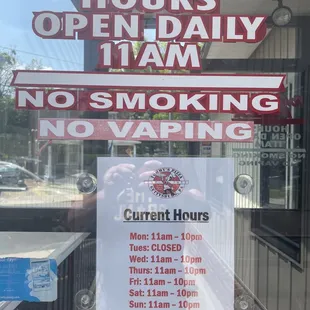 HOURS
OPEN DAILY
11AM
NO SMOKING
NO VAPING
Current Hours
Mon: 11am – 10pm
Tues: CLOSED
Wed: 11am – 10pm
Thurs: 11am – 10pm
Fri: 11am – 10pm
Sat: 11am – 10pm
Sun: 11am – 10pm